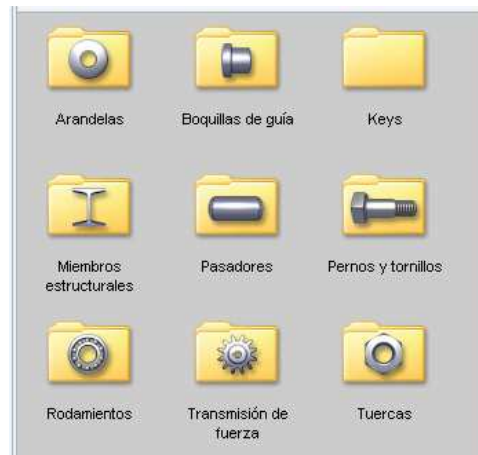 Arandelas
Boquillas de guía
Keys
Miembros
estructurales
Pasadores
Pernos y tornillos
Rodamientos
Transmisión de
fuerza
Tuercas